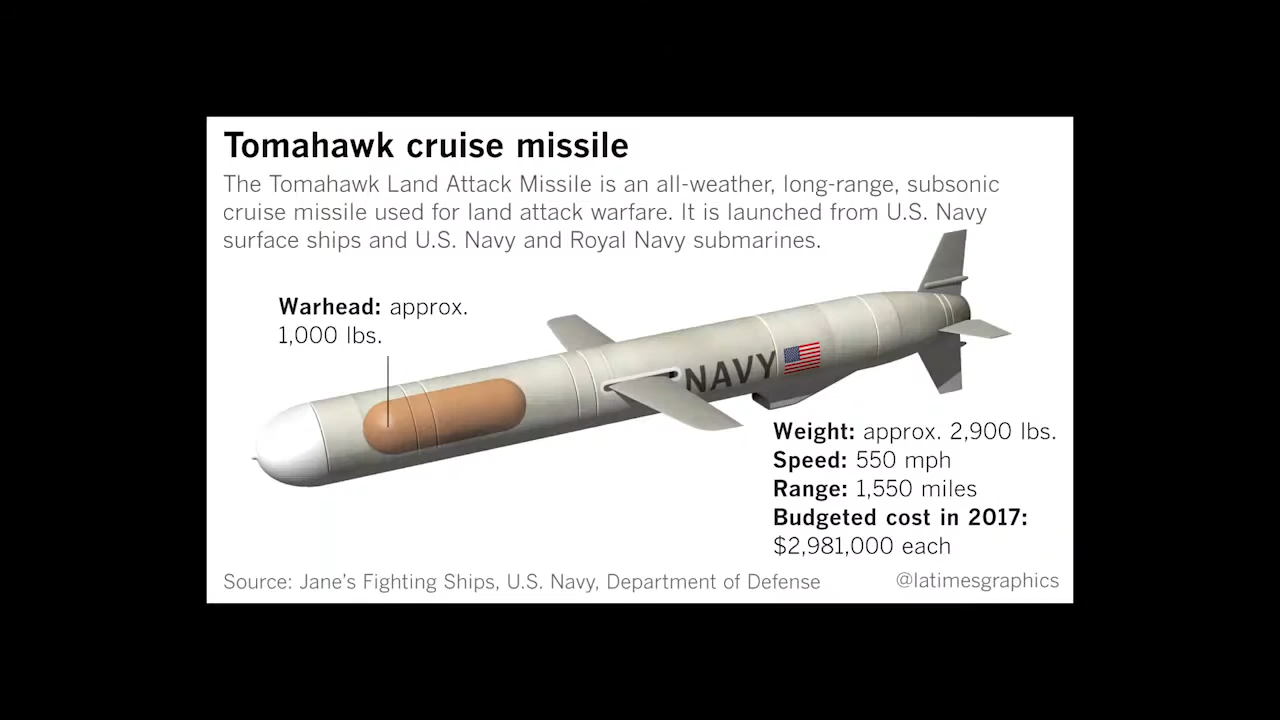 Tomahawk cruise missile
The Tomahawk Land Attack Missile is an all-weather, long-range, subsonic
cruise missile used for land attack warfare. It is launched from U.S. Navy
surface ships and U.S. Navy and Royal Navy submarines.
Warhead: approx.
1,000 lbs.
NAVY
Weight: approx. 2,900 lbs.
Speed: 550 mph
Range: 1,550 miles
Budgeted cost in 2017:
$2,981,000 each
Source: Jane's Fighting Ships, U.S. Navy, Department of Defense
@latimesgraphics